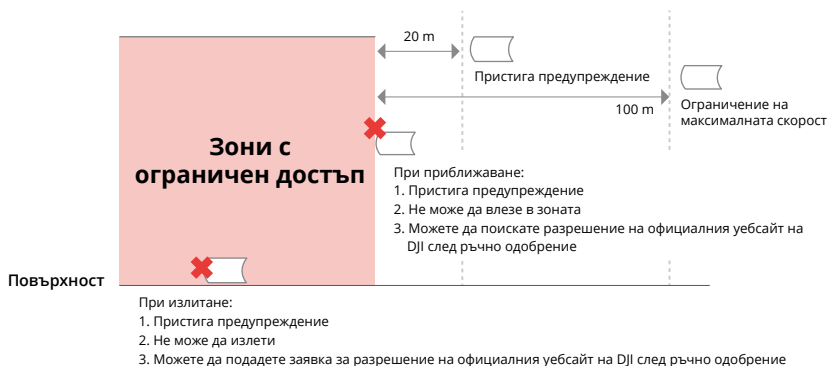 20 m
Пристига предупреждение
100 m
Ограничение на
максималната скорост
Зони с
ограничен достъп
При приближаване:
1. Пристига предупреждение
2. Не може да влезе в зоната
3. Можете да поискате разрешение на официалния уебсайт на
DJI след ръчно одобрение
Повърхност
При излитане:
1. Пристига предупреждение
2. Не може да излети
3. Можете да подадете заявка за разрешение на официалния уебсайт на DJI след ръчно одобрение